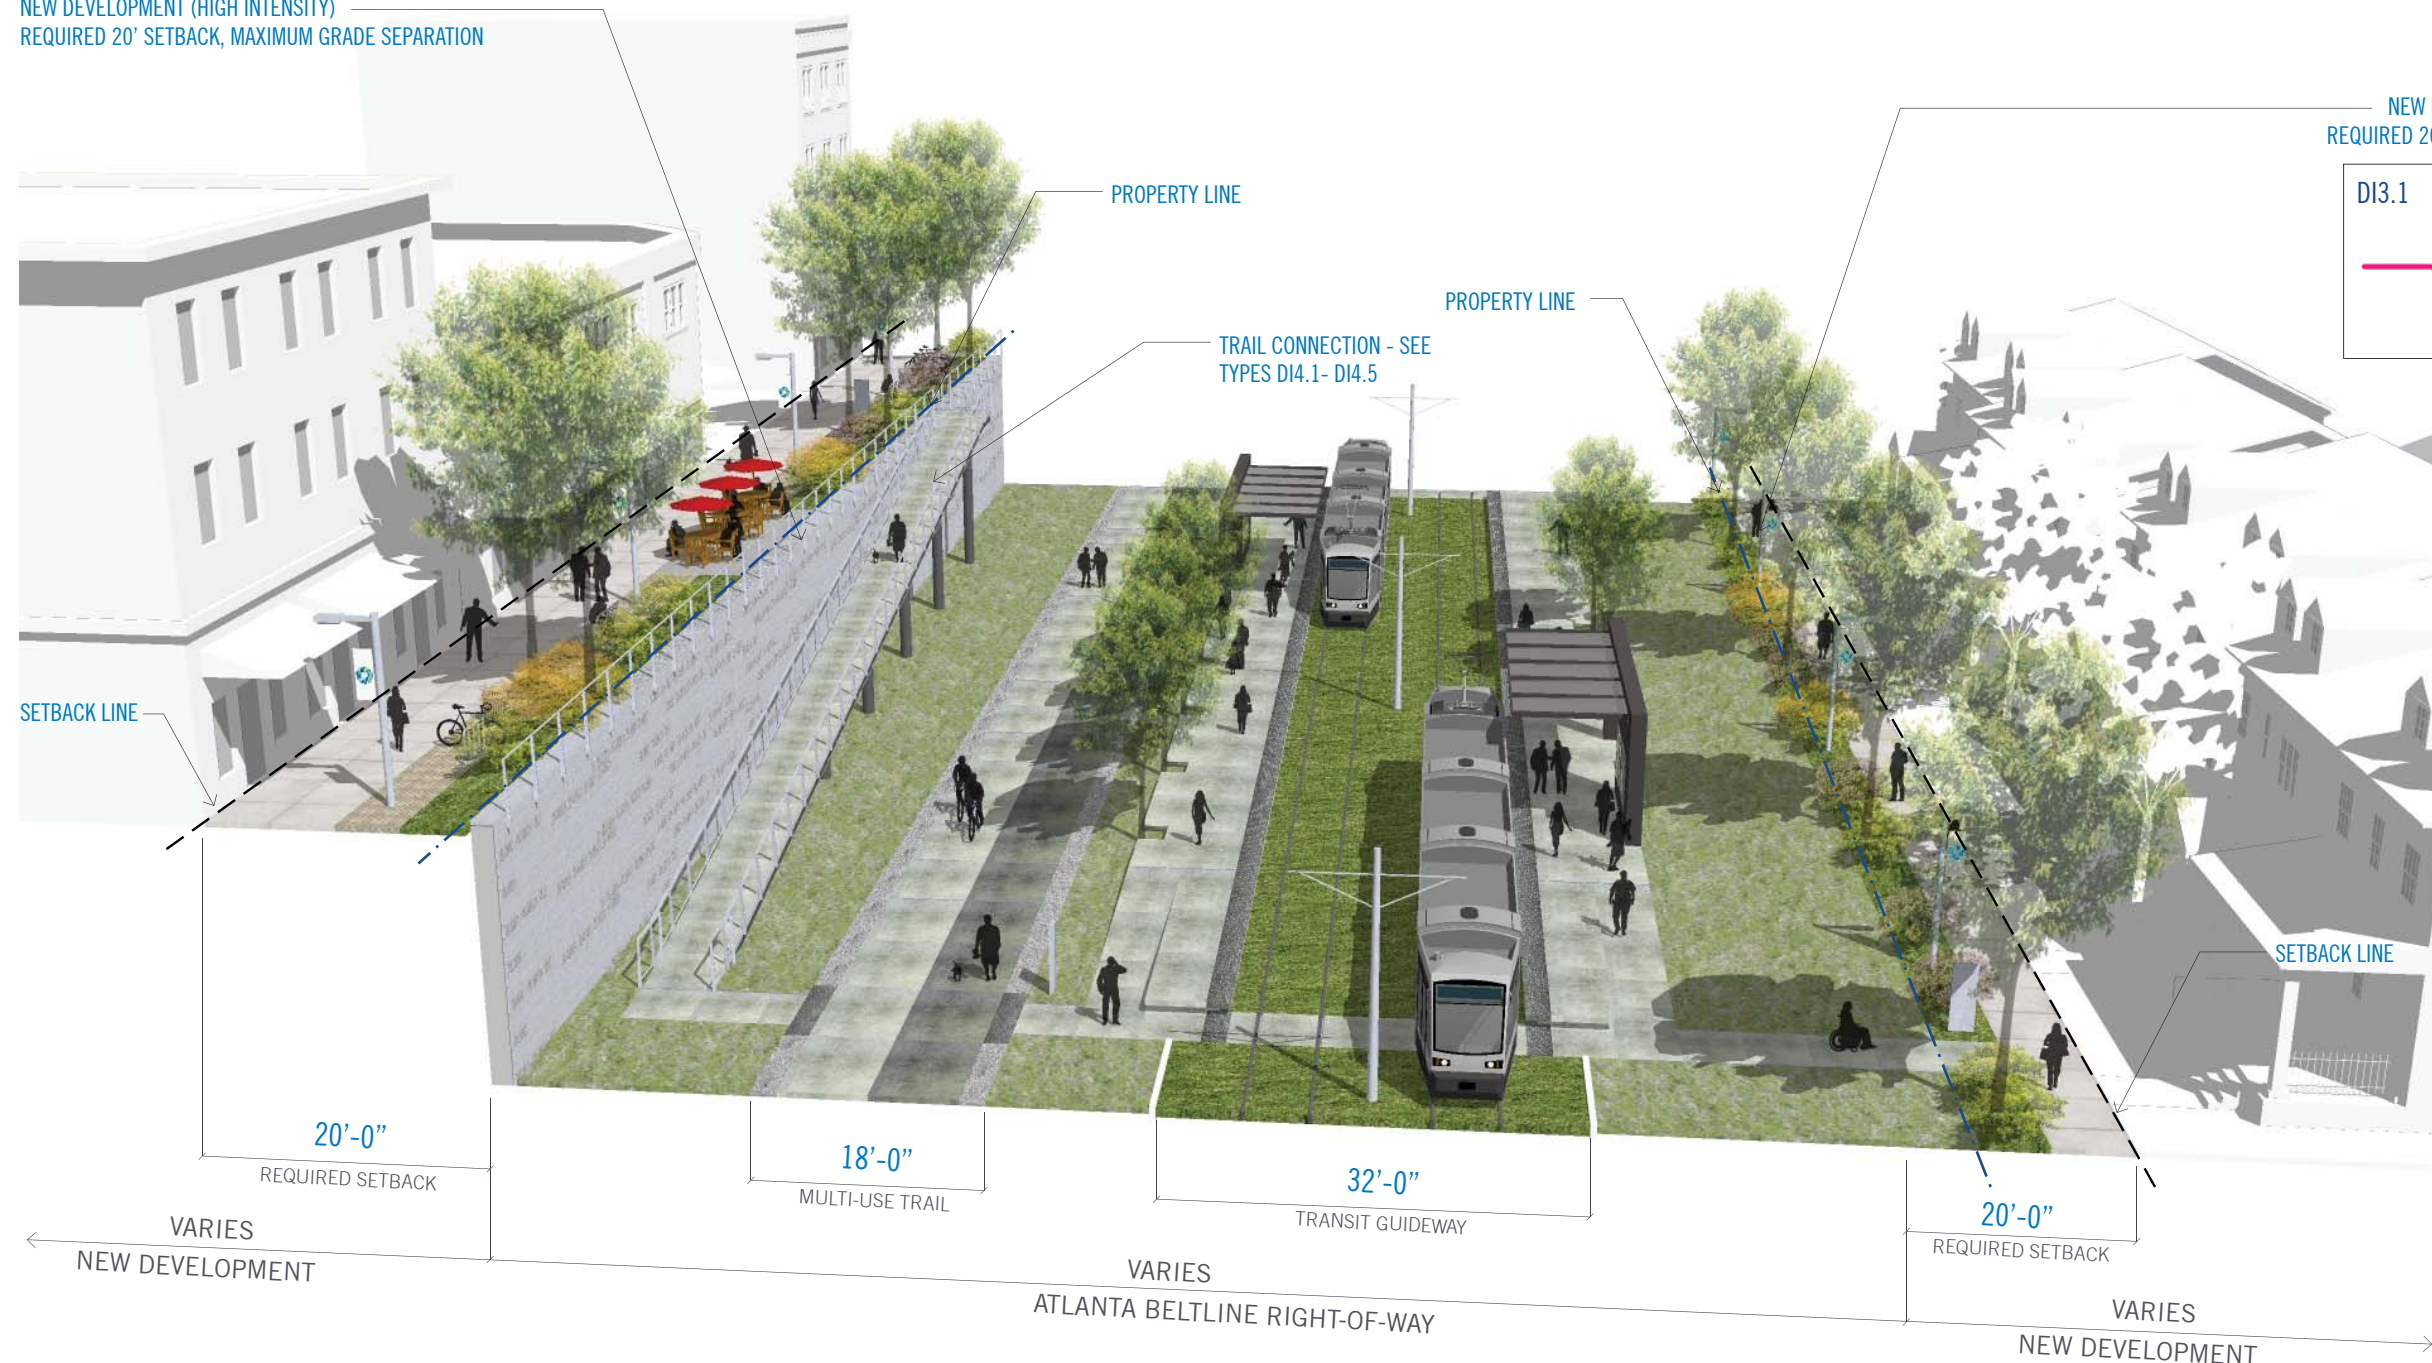 NEW DEVELOPMENT (HIGH INTENSITY)
REQUIRED 20' SETBACK, MAXIMUM GRADE SEPARATION
NEW
REQUIRED 20
DI3.1
PROPERTY LINE
PROPERTY LINE
TRAIL CONNECTION - SEE
TYPES DI4.1- DI4.5
SETBACK LINE
SETBACK LINE
20'-0”
REQUIRED SETBACK
18'-0”
MULTI-USE TRAIL
32'-0”
TRANSIT GUIDEWAY
20'-0”
REQUIRED SETBACK
VARIES
NEW DEVELOPMENT
VARIES
ATLANTA BELTLINE RIGHT-OF-WAY
VARIES
NEW DEVELOPMENT